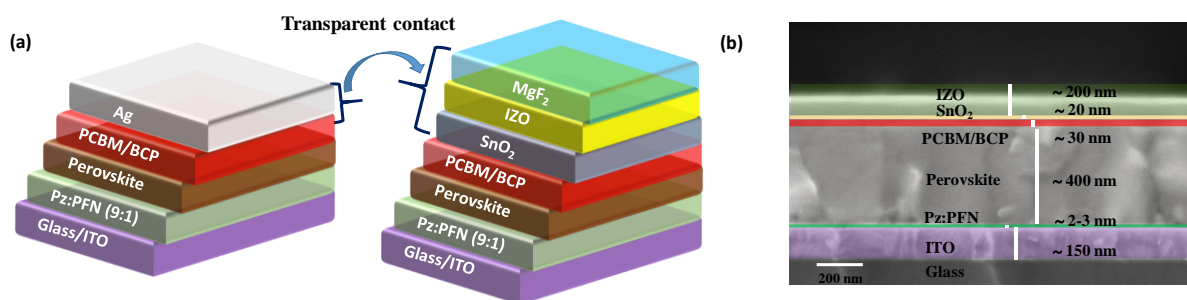 Transparent contact
(a)
Ag
PCBM/BCP
Perovskite
Pz:PFN (9:1)
Glass/ITO
MgF₂
IZO
SnO₂
PCBM/BCP
Perovskite
Pz:PFN (9:1)
Glass/ITO
(b)
IZO ~ 200 nm
SnO₂ ~ 20 nm
PCBM/BCP ~ 30 nm
Perovskite ~ 400 nm
Pz:PFN ~ 2-3 nm
ITO ~ 150 nm
Glass
200 nm